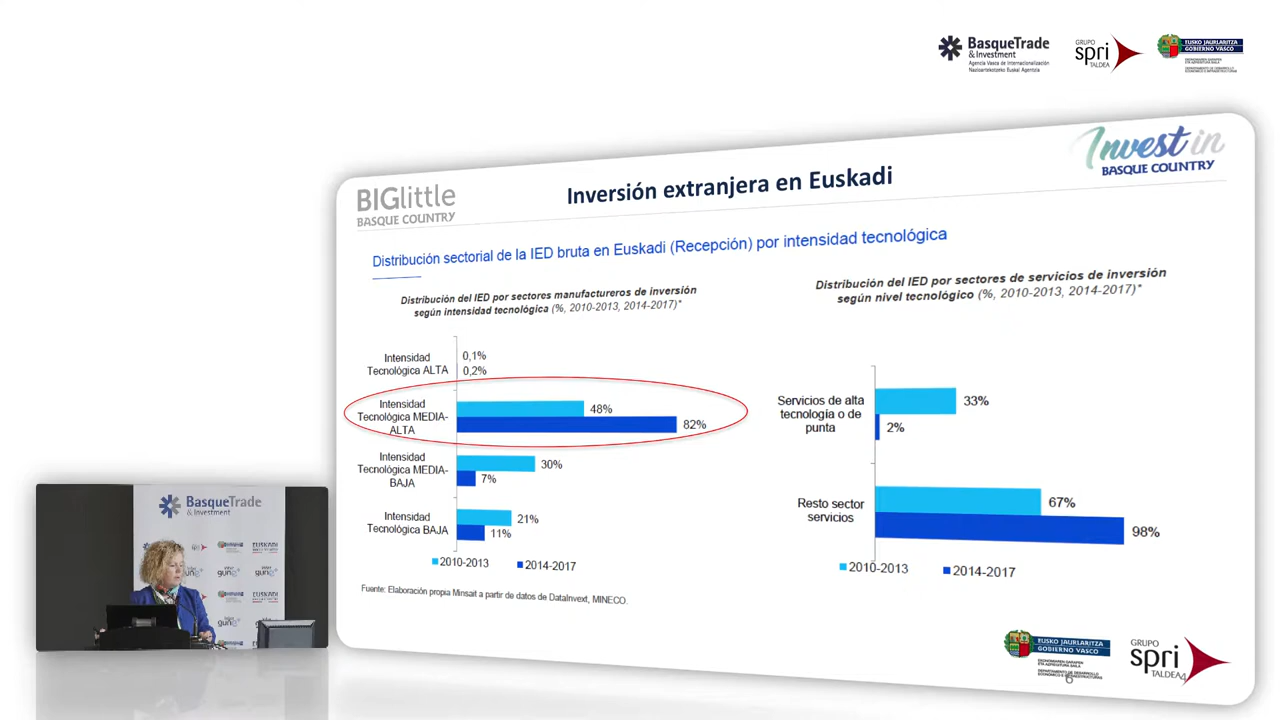 BasqueTrade
& Investment
Agencia Vasca de Internacionalización
Nazioartekotzeko Euskal Agentzia
GRUPO
spri
TALDEA
EUSKO JAURLARITZA
GOBIERNO VASCO
BIGlittle
BASQUE COUNTRY
Inversión extranjera en Euskadi
Invest in
BASQUE COUNTRY
Distribución sectorial de la IED bruta en Euskadi (Recepción) por intensidad tecnológica
Distribución del IED por sectores manufactureros de inversión
según intensidad tecnológica (%, 2010-2013, 2014-2017)*
Intensidad
Tecnológica ALTA
0,1%
0,2%
Intensidad
Tecnológica MEDIA-
ALTA
48%
82%
Intensidad
Tecnológica MEDIA-
BAJA
30%
7%
Intensidad
Tecnológica BAJA
21%
11%
2010-2013
2014-2017
Fuente: Elaboración propia Minsait a partir de datos de DataInvext, MINECO.
Distribución del IED por sectores de servicios de inversión
según nivel tecnológico (%, 2010-2013, 2014-2017)*
Servicios de alta
tecnología o de
punta
33%
2%
Resto sector
servicios
67%
98%
2010-2013
2014-2017
EUSKO JAURLARITZA
GOBIERNO VASCO
GRUPO
spri
TALDEA
6
4
BasqueTrade
& Investment